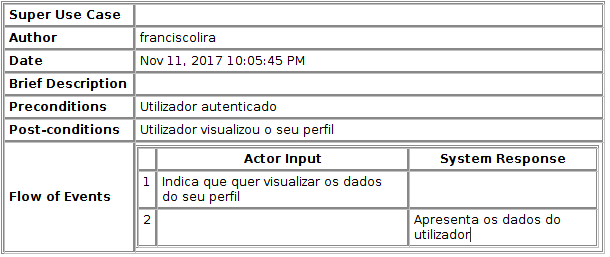 Super Use Case
Author franciscolira
Date Nov 11, 2017 10:05:45 PM
Brief Description
Preconditions Utilizador autenticado
Post-conditions Utilizador visualizou o seu perfil
Flow of Events
Actor Input System Response
1 Indica que quer visualizar os dados
do seu perfil
2 Apresenta os dados do
utilizador